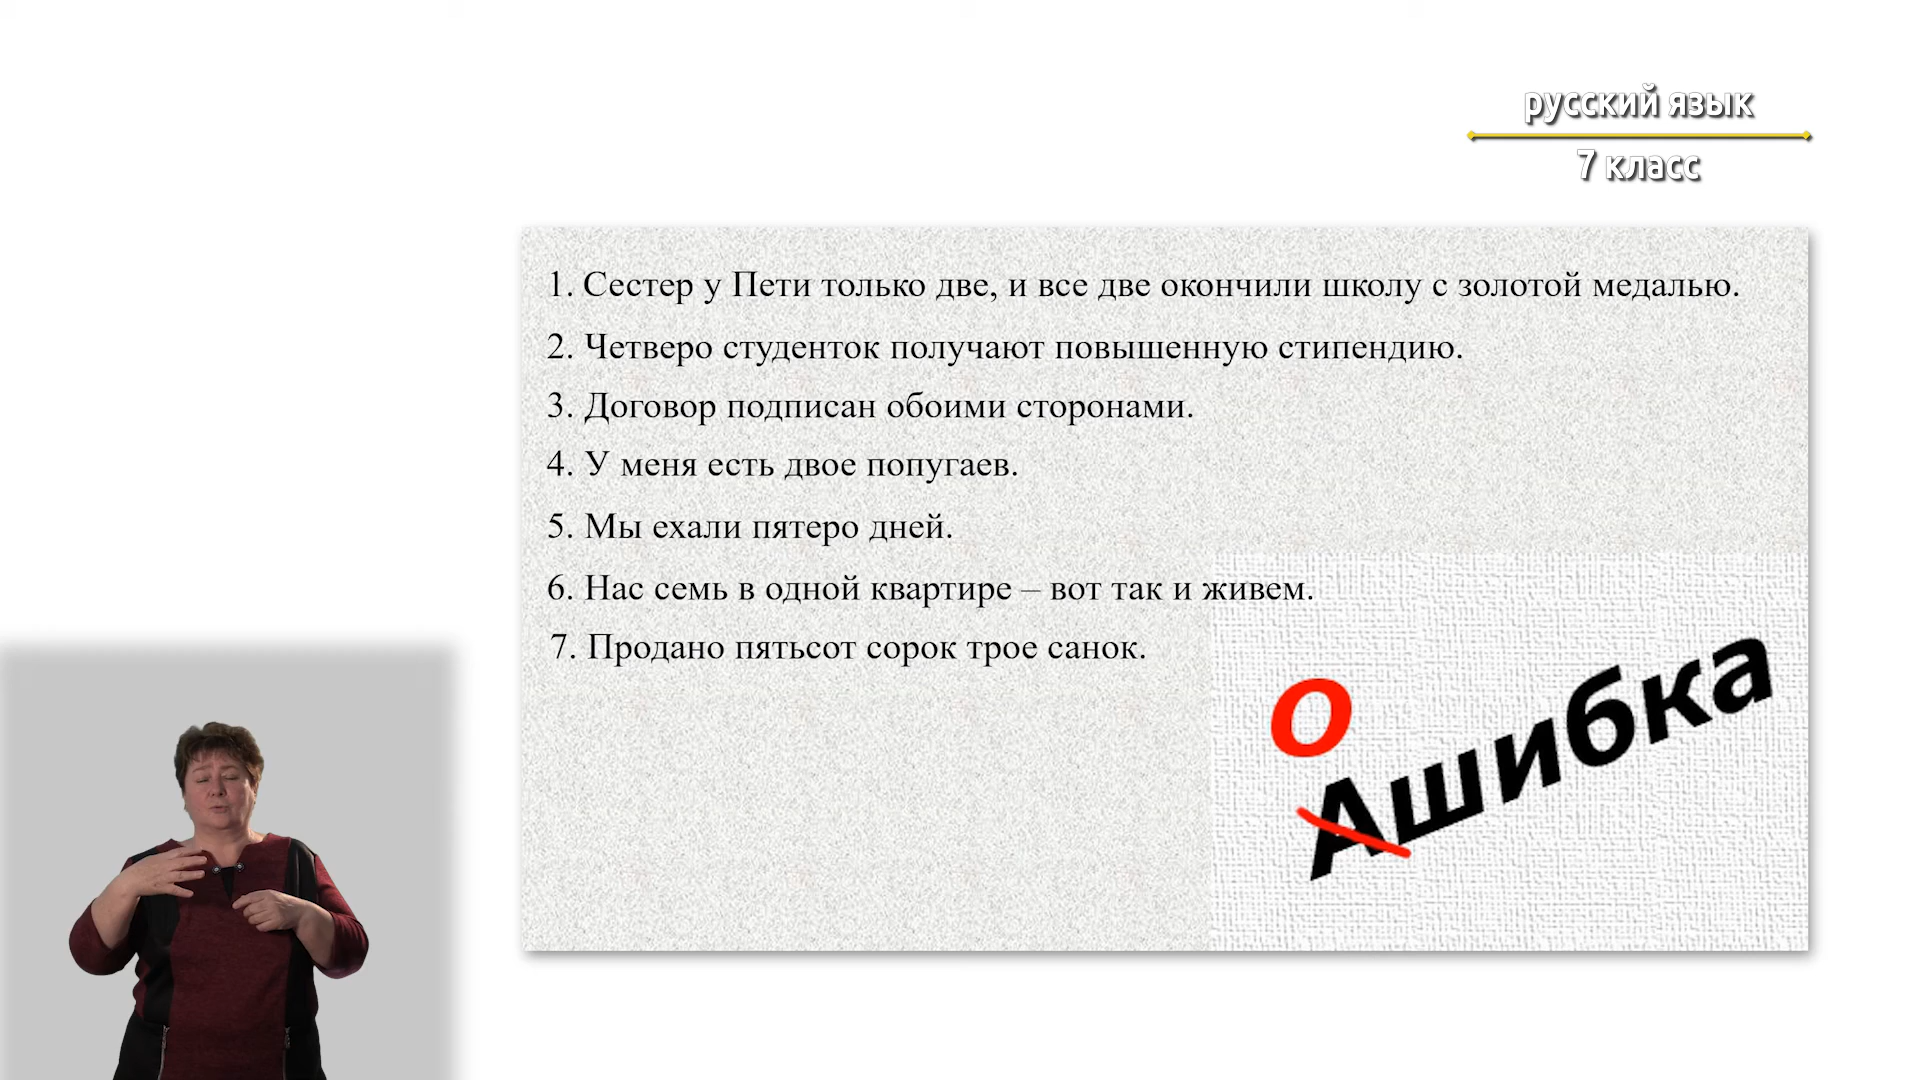 русский язык
7 класс
1. Сестер у Пети только две, и все две окончили школу с золотой медалью.
2. Четверо студенток получают повышенную стипендию.
3. Договор подписан обоими сторонами.
4. У меня есть двое попугаев.
5. Мы ехали пятеро дней.
6. Нас семь в одной квартире – вот так и живем.
7. Продано пятьсот сорок трое санок.
О
Ашибка